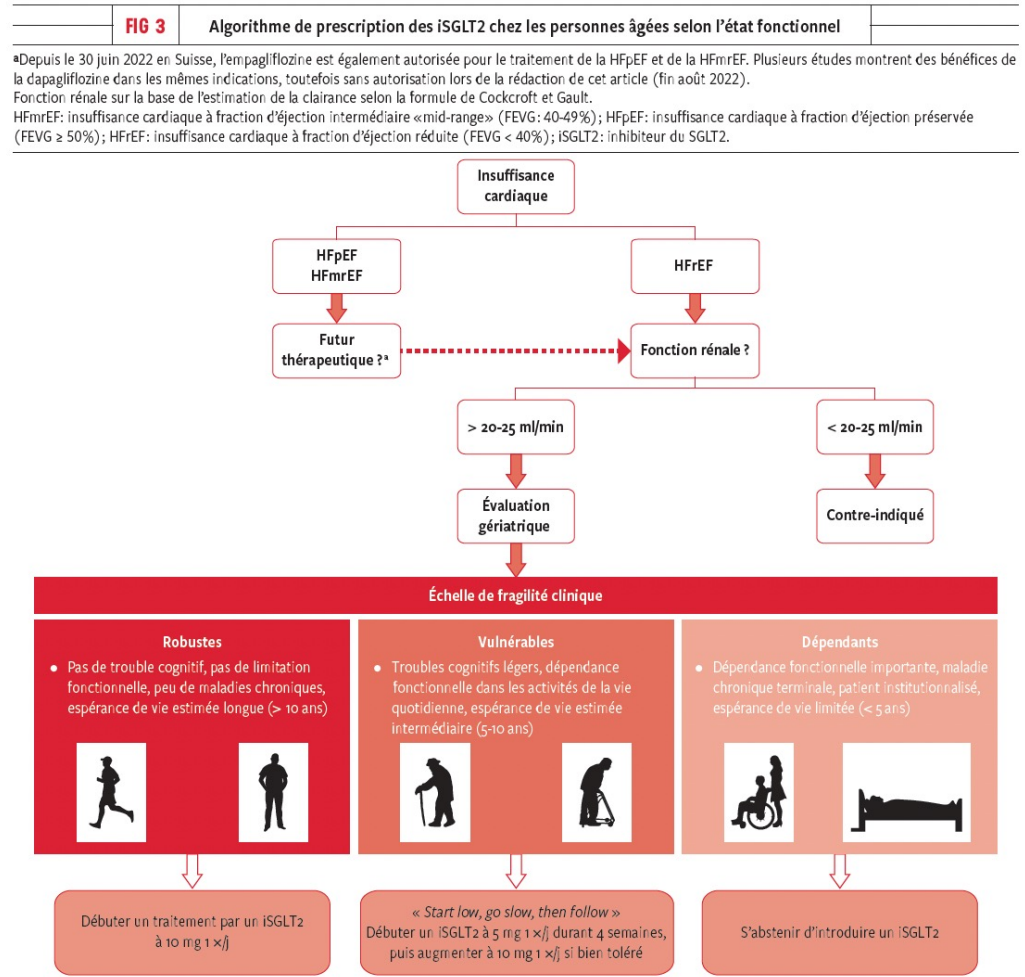 FIG 3
Algorithme de prescription des iSGLT2 chez les personnes âgées selon l'état fonctionnel
aDepuis le 30 juin 2022 en Suisse, l'empagliflozine est également autorisée pour le traitement de la HFpEF et de la HFmrEF. Plusieurs études montrent des bénéfices de
la dapagliflozine dans les mêmes indications, toutefois sans autorisation lors de la rédaction de cet article (fin août 2022).
Fonction rénale sur la base de l'estimation de la clairance selon la formule de Cockcroft et Gault.
HFmrEF: insuffisance cardiaque à fraction d'éjection intermédiaire «mid-range» (FEVG: 40-49%); HFpEF: insuffisance cardiaque à fraction d'éjection préservée
(FEVG ≥ 50%); HFrEF: insuffisance cardiaque à fraction d'éjection réduite (FEVG < 40%); iSGLT2: inhibiteur du SGLT2.
Insuffisance
cardiaque
HFpEF
HFmrEF
HFrEF
Futur
thérapeutique ?a
Fonction rénale ?
> 20-25 ml/min
< 20-25 ml/min
Évaluation
gériatrique
Contre-indiqué
Échelle de fragilité clinique
Robustes
• Pas de trouble cognitif, pas de limitation
fonctionnelle, peu de maladies chroniques,
espérance de vie estimée longue (> 10 ans)
Vulnérables
• Troubles cognitifs légers, dépendance
fonctionnelle dans les activités de la vie
quotidienne, espérance de vie estimée
intermédiaire (5-10 ans)
Dépendants
• Dépendance fonctionnelle importante, maladie
chronique terminale, patient institutionnalisé,
espérance de vie limitée (< 5 ans)
Débuter un traitement par un iSGLT2
à 10 mg 1 ×/j
« Start low, go slow, then follow »
Débuter un iSGLT2 à 5 mg 1 ×/j durant 4 semaines,
puis augmenter à 10 mg 1 ×/j si bien toléré
S'abstenir d'introduire un iSGLT2